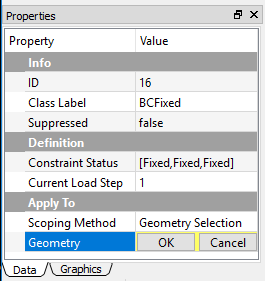 Properties
Property Value
Info
ID 16
Class Label BCFixed
Suppressed false
Definition
Constraint Status [Fixed,Fixed,Fixed]
Current Load Step 1
Apply To
Scoping Method Geometry Selection
Geometry OK Cancel
Data Graphics